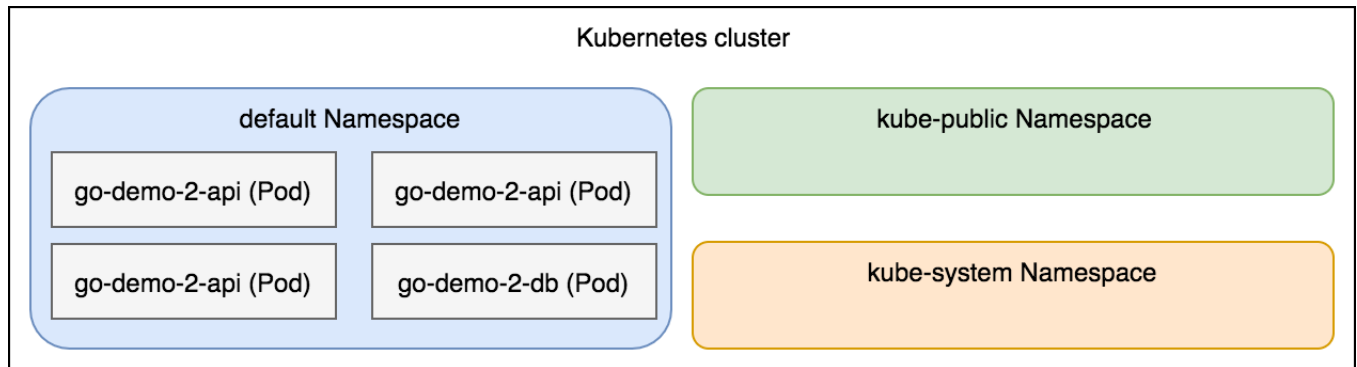 Kubernetes cluster
default Namespace
go-demo-2-api (Pod)
go-demo-2-api (Pod)
go-demo-2-api (Pod)
go-demo-2-db (Pod)
kube-public Namespace
kube-system Namespace